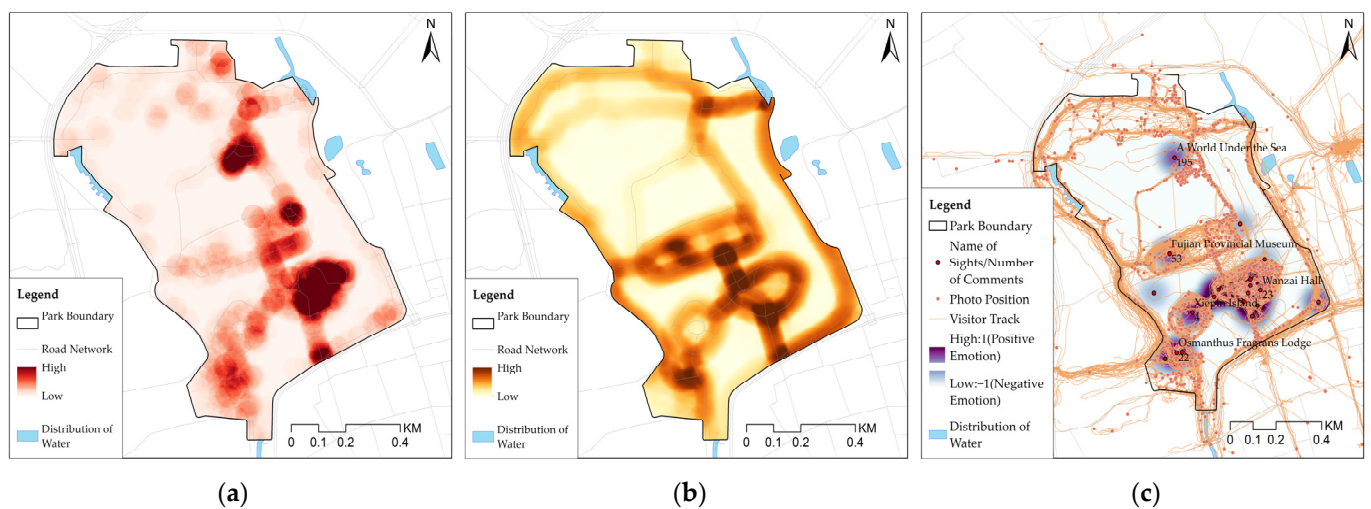 N
Legend
Park Boundary
Road Network
High
Low
Distribution of
Water
0 0.1 0.2 0.4
KM
(a)
N
Legend
Park Boundary
Road Network
High
Low
Distribution of
Water
0 0.1 0.2 0.4
KM
(b)
N
A World Under the
Sea
195
Fujian Provincial Museum
53
Wanzai Hall
23
Island
Osmanthus Fragrans Lodge
22
Legend
Park Boundary
Name of
Sights/Number
of Comments
Photo Position
Visitor Track
High:1(Positive
Emotion)
Low:−1(Negative
Emotion)
Distribution of
Water
0 0.1 0.2 0.4
KM
(c)